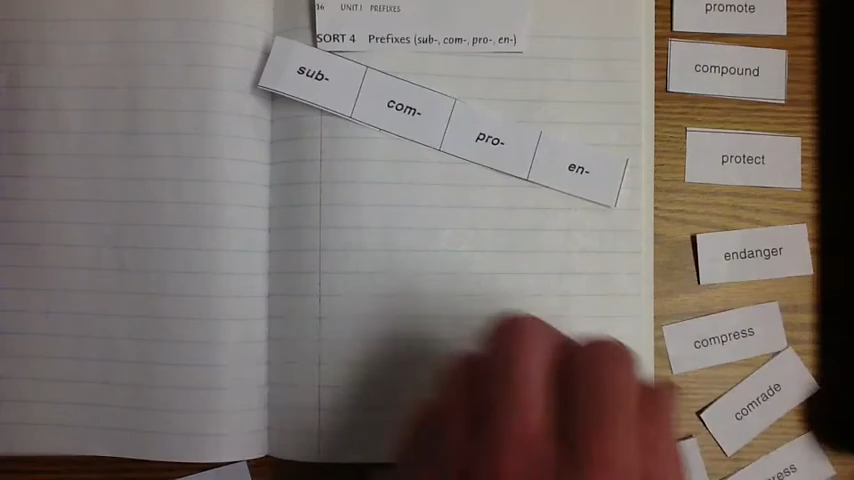 16 UNIT I PREFIXES
SORT 4 Prefixes (sub-, com-, pro-, en-)
sub-
com-
pro-
en-
promote
compound
protect
endanger
compress
comrade